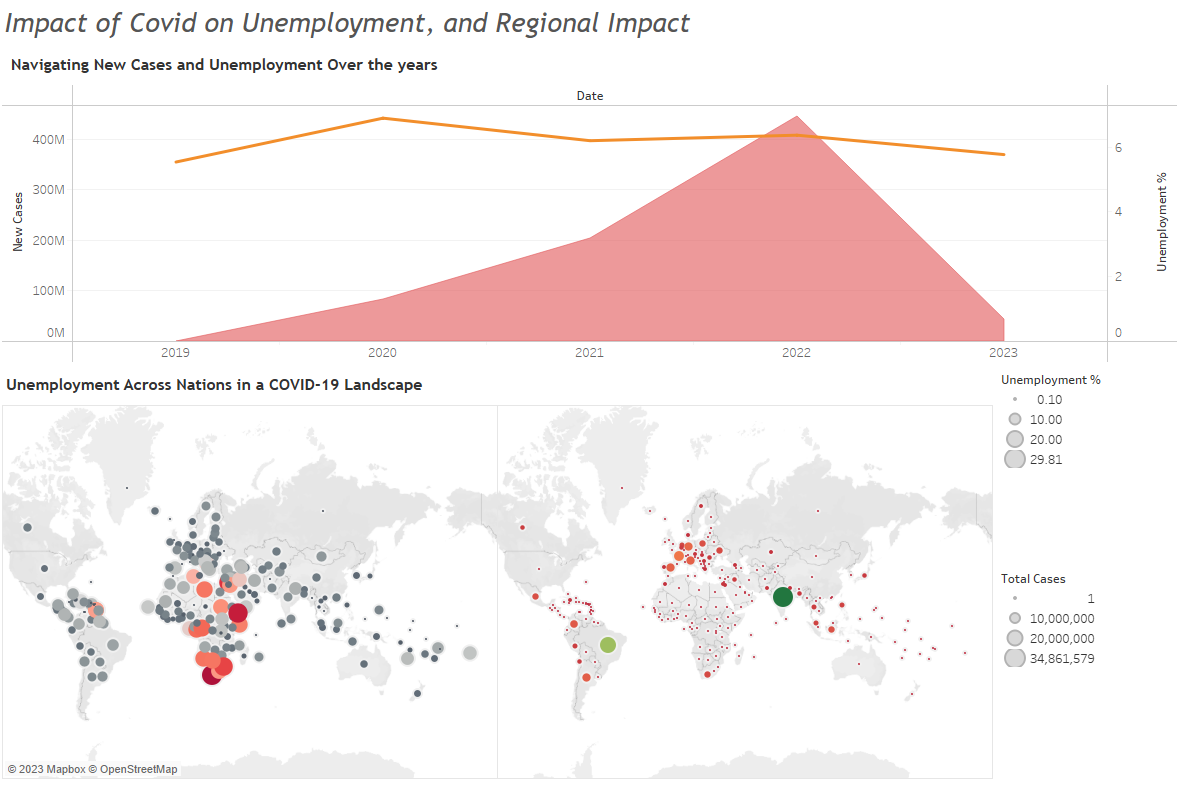 Impact of Covid on Unemployment, and Regional Impact
Navigating New Cases and Unemployment Over the years
Date
400M
300M
200M
100M
0M
New Cases
6
4
2
0
Unemployment %
2019 2020 2021 2022 2023
Unemployment Across Nations in a COVID-19 Landscape
Unemployment %
0.10
10.00
20.00
29.81
Total Cases
1
10,000,000
20,000,000
34,861,579
© 2023 Mapbox © OpenStreetMap